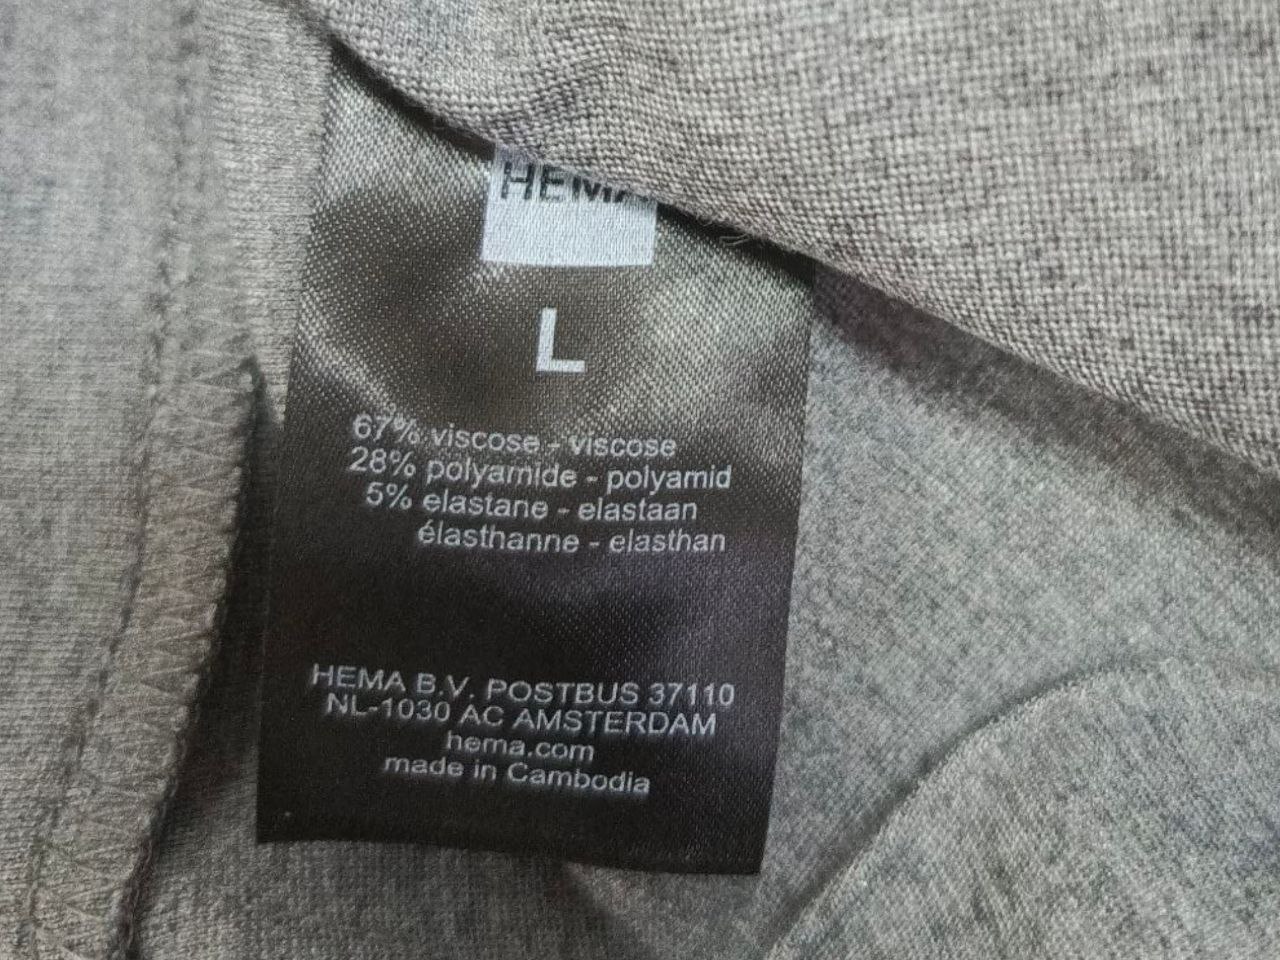 HEMA
L
67% viscose - viscose
28% polyamide - polyamid
5% elastane - elastaan
élasthanne - elasthan
HEMA B.V. POSTBUS 37110
NL-1030 AC AMSTERDAM
hema.com
made in Cambodia